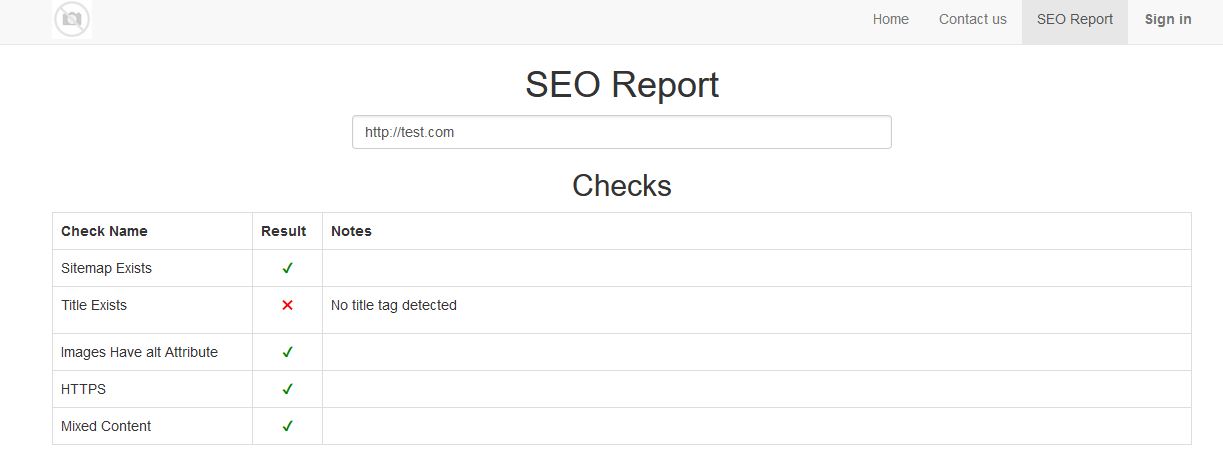 Home Contact us SEO Report Sign in
SEO Report
http://test.com
Checks
Check Name Result Notes
Sitemap Exists ✓
Title Exists ✕ No title tag detected
Images Have alt Attribute ✓
HTTPS ✓
Mixed Content ✓